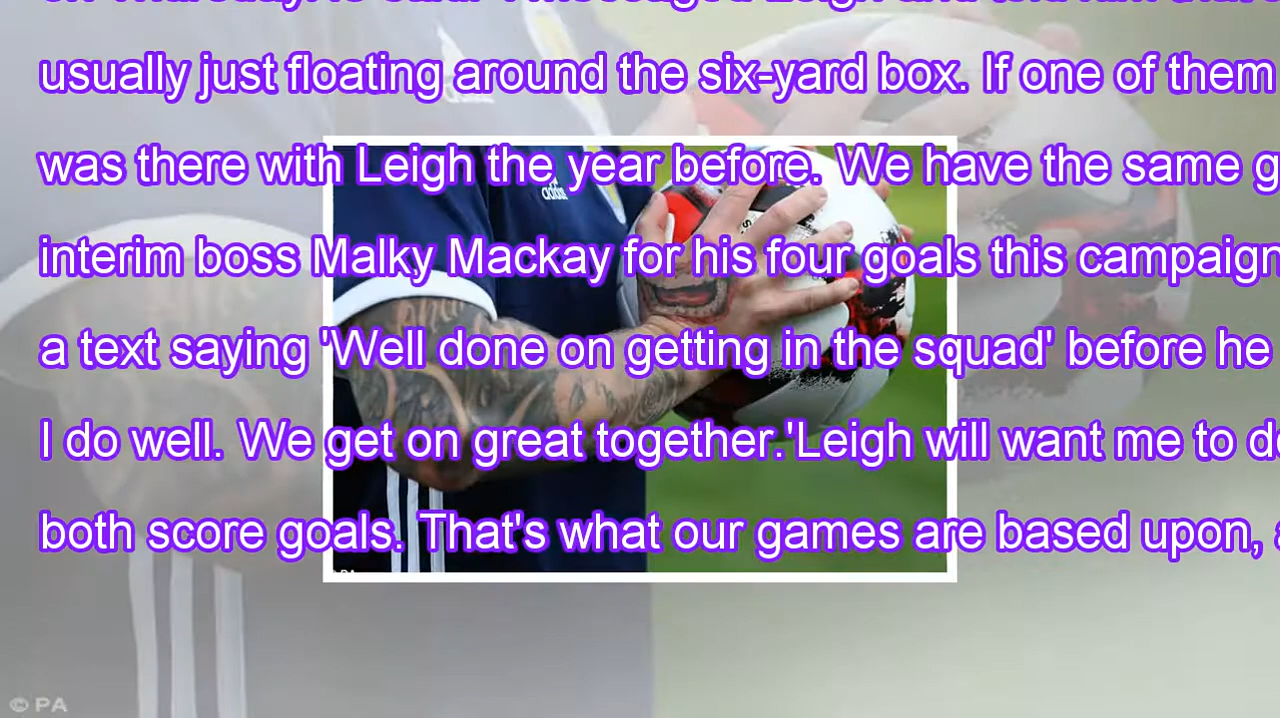 usually just floating around the six-yard box. If one of them
was there with Leigh the year before. We have the same g
interim boss Malky Mackay for his four goals this campaign
a text saying 'Well done on getting in the squad' before he
I do well. We get on great together.'Leigh will want me to d
both score goals. That's what our games are based upon, a
adidas
© PA